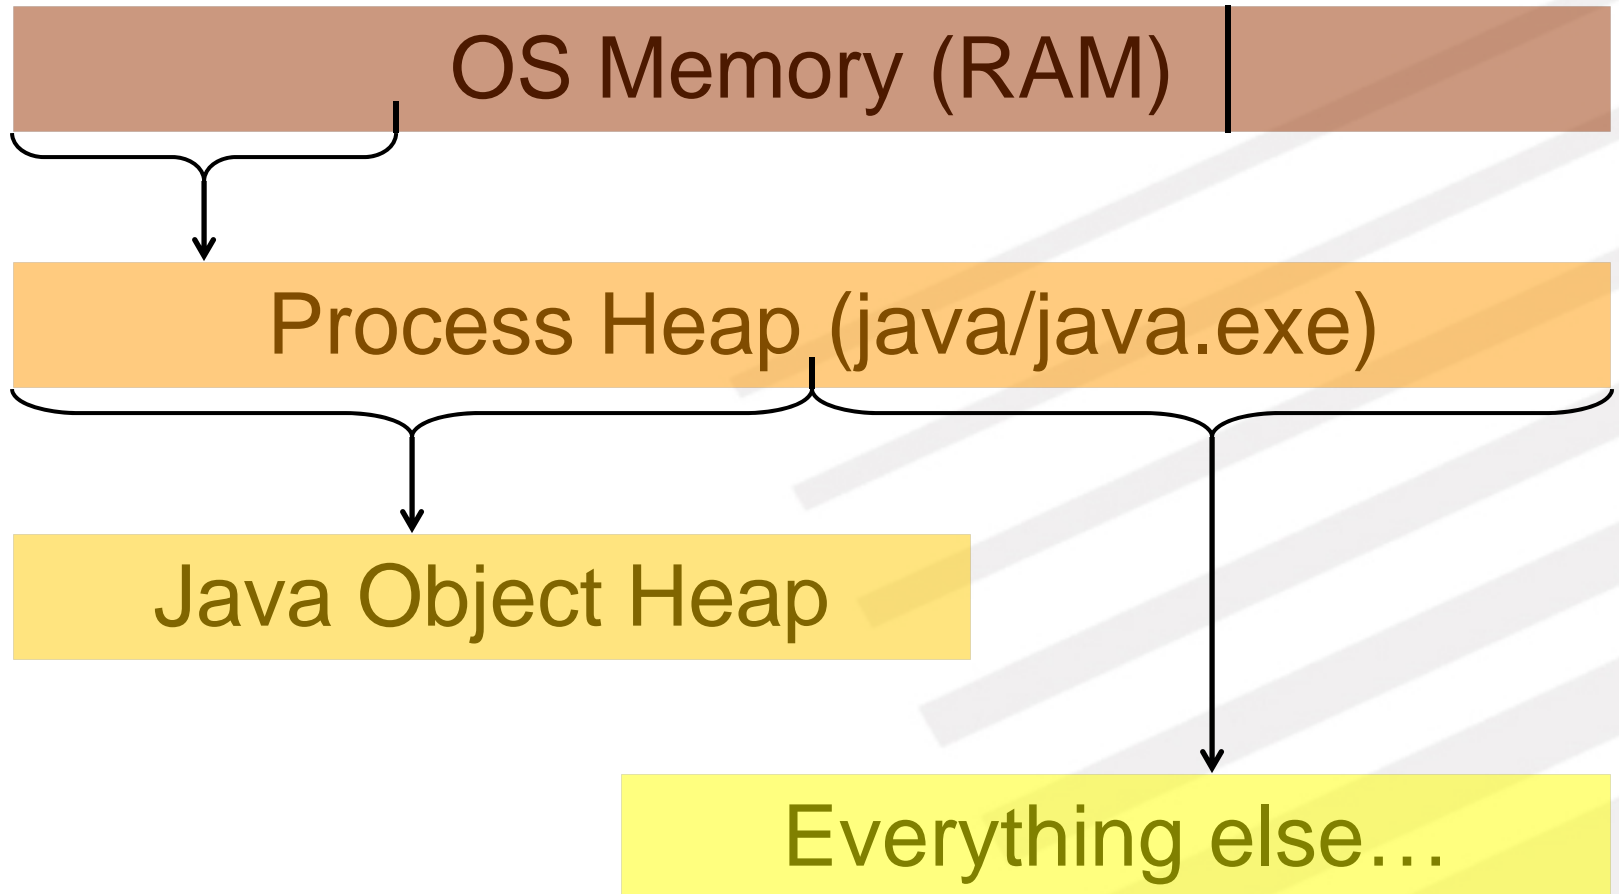 OS Memory (RAM)
Process Heap (java/java.exe)
Java Object Heap
Everything else…